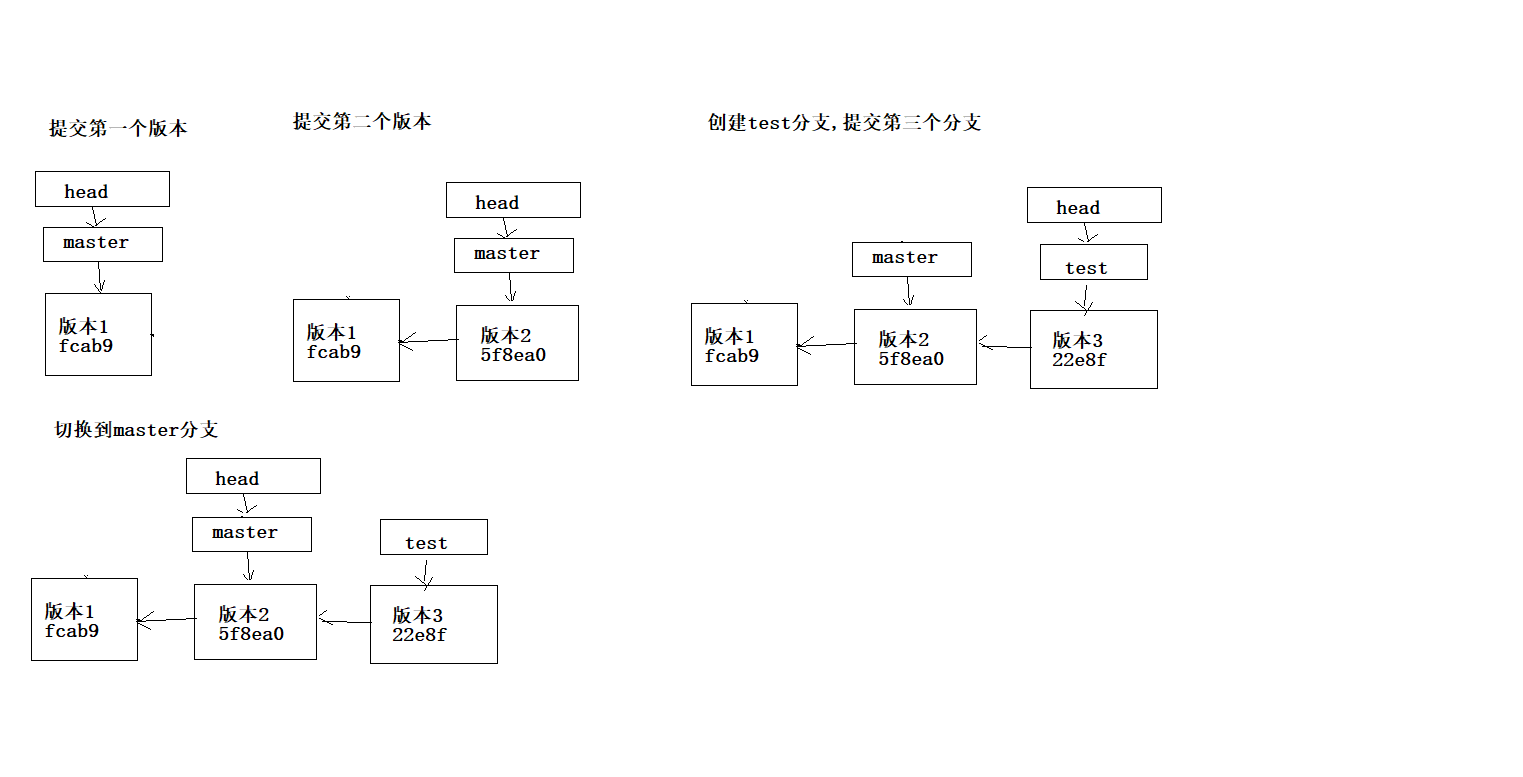 提交第一个版本
head
master
版本1
fcab9
提交第二个版本
head
master
版本1
fcab9
版本2
5f8ea0
创建test分支,提交第三个分支
head
master
test
版本1
fcab9
版本2
5f8ea0
版本3
22e8f
切换到master分支
head
master
test
版本1
fcab9
版本2
5f8ea0
版本3
22e8f